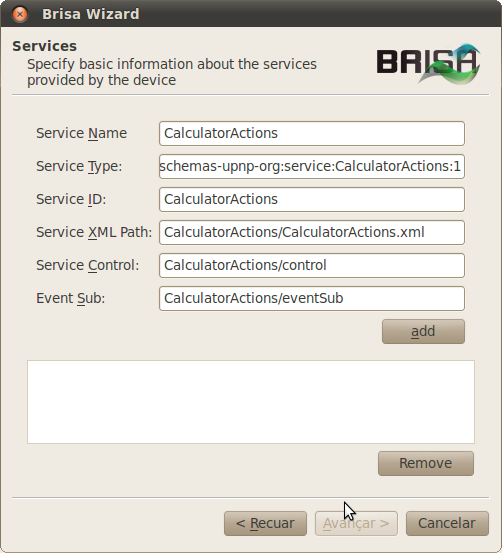 Brisa Wizard
Services
Specify basic information about the services
provided by the device
BRISA
Service Name CalculatorActions
Service Type: schemas-upnp-org:service:CalculatorActions:1
Service ID: CalculatorActions
Service XML Path: CalculatorActions/CalculatorActions.xml
Service Control: CalculatorActions/control
Event Sub: CalculatorActions/eventSub
add
Remove
< Recuar Avançar > Cancelar